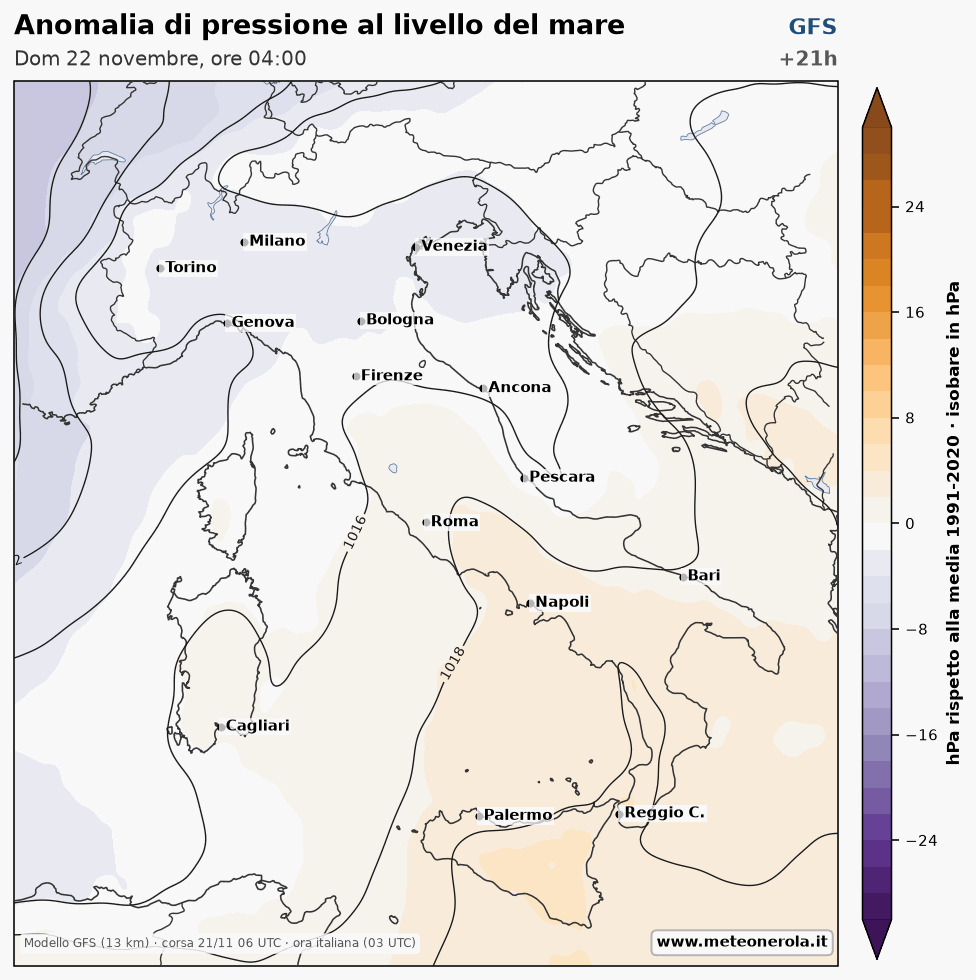 Anomalia di pressione al livello del mare
GFS
Dom 22 novembre, ore 04:00
+21h
Milano
Venezia
Torino
Genova
Bologna
Firenze
Ancona
Pescara
1016
Roma
2
Bari
Napoli
1018
Cagliari
Palermo
Reggio C.
Modello GFS (13 km) · corsa 21/11 06 UTC · ora italiana (03 UTC)
www.meteonerola.it
24
16
8
0
−8
−16
−24
hPa rispetto alla media 1991-2020 · isobare in hPa